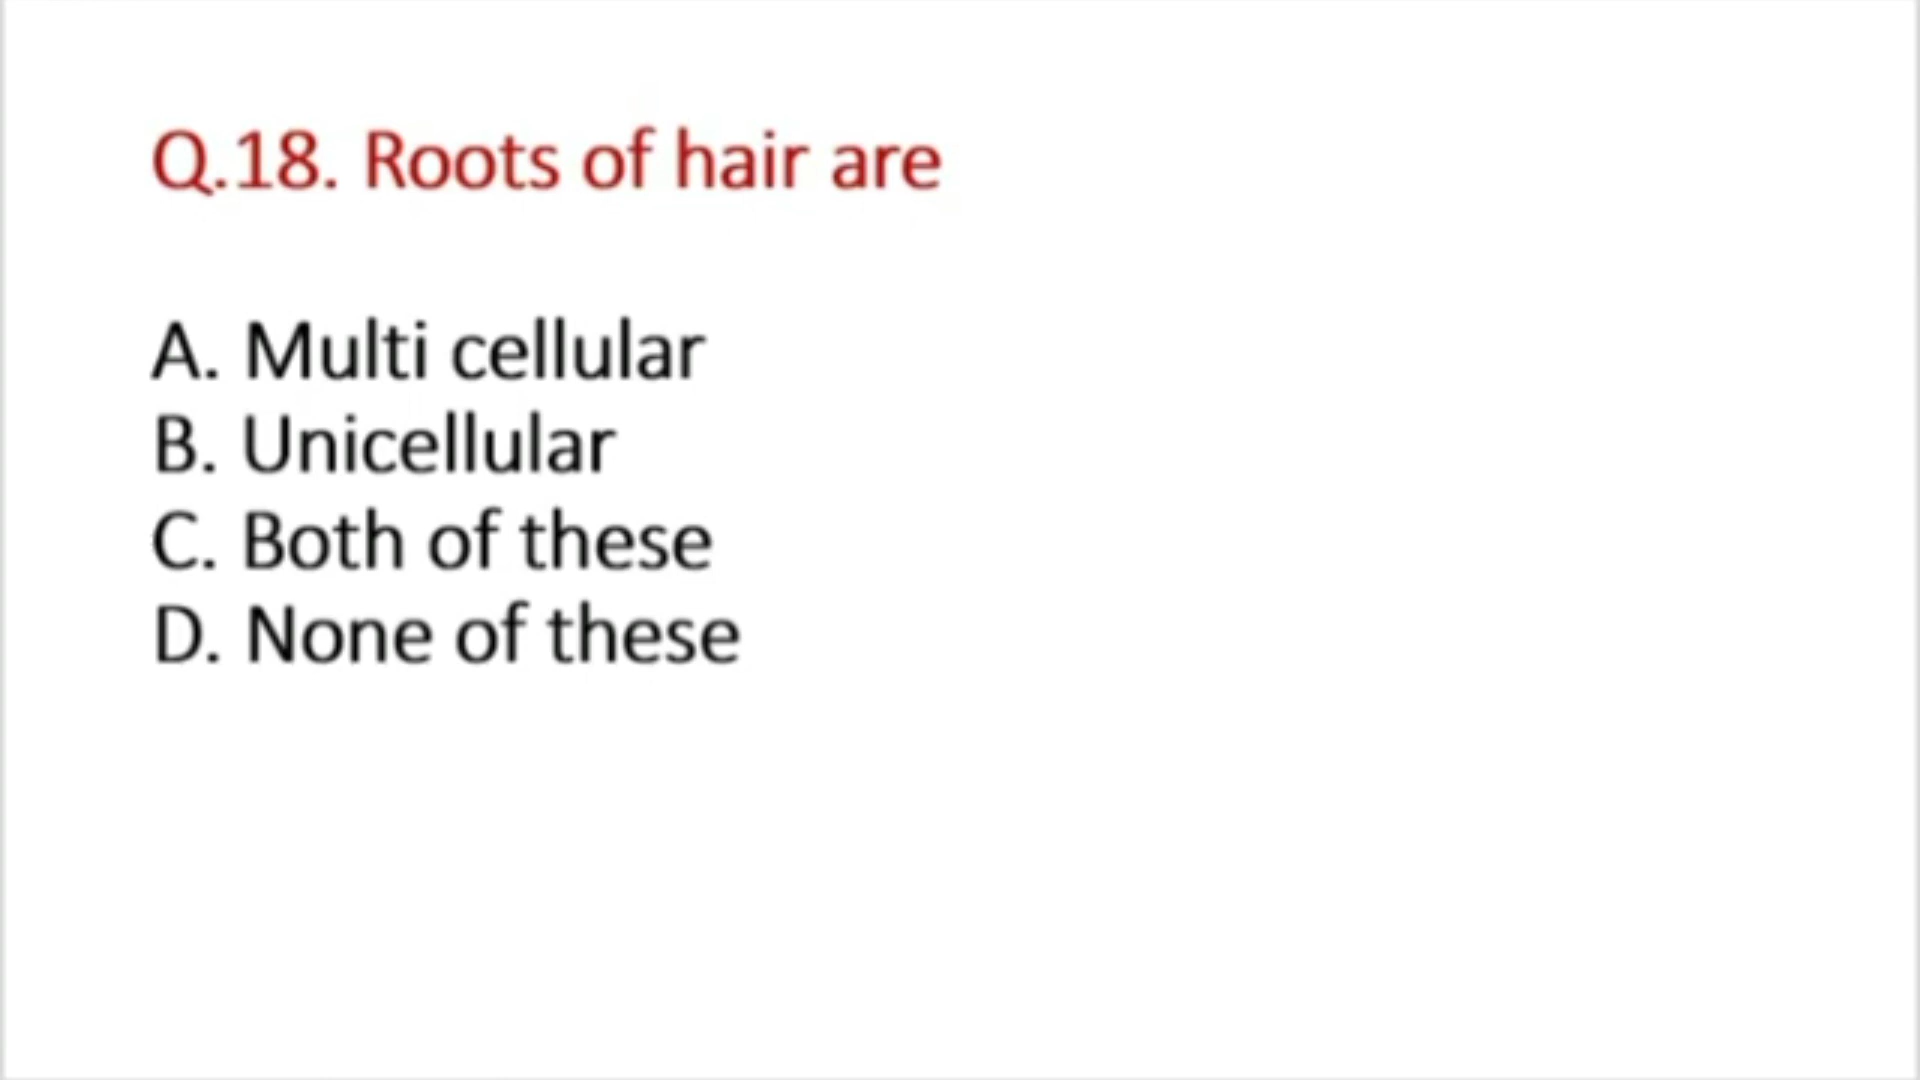 Q.18. Roots of hair are
A. Multi cellular
B. Unicellular
C. Both of these
D. None of these